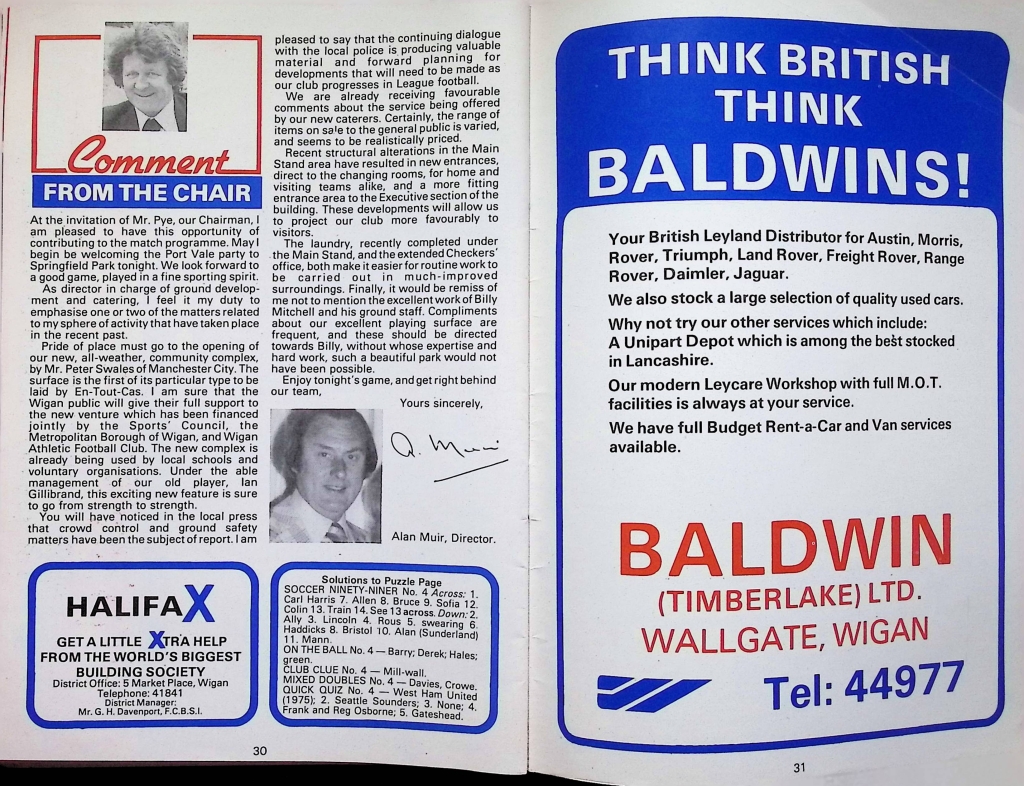 Comment
FROM THE CHAIR
At the invitation of Mr. Pye, our Chairman, I
am pleased to have this opportunity of
contributing to the match programme. May I
begin be welcoming the Port Vale party to
Springfield Park tonight. We look forward to
a good game, played in a fine sporting spirit.
As director in charge of ground develop-
ment and catering, I feel it my duty to
emphasise one or two of the matters related
to my sphere of activity that have taken place
in the recent past.
Pride of place must go to the opening of
our new, all-weather, community complex,
by Mr. Peter Swales of Manchester City. The
surface is the first of its particular type to be
laid by En-Tout-Cas. I am sure that the
Wigan public will give their full support to
the new venture which has been financed
jointly by the Sports' Council, the
Metropolitan Borough of Wigan, and Wigan
Athletic Football Club. The new complex is
already being used by local schools and
voluntary organisations. Under the able
management of our old player, Ian
Gillibrand, this exciting new feature is sure
to go from strength to strength.
You will have noticed in the local press
that crowd control and ground safety
matters have been the subject of report. I am
pleased to say that the continuing dialogue
with the local police is producing valuable
material and forward planning for
developments that will need to be made as
our club progresses in League football.
We are already receiving favourable
comments about the service being offered
by our new caterers. Certainly, the range of
items on sale to the general public is varied,
and seems to be realistically priced.
Recent structural alterations in the Main
Stand area have resulted in new entrances,
direct to the changing rooms, for home and
visiting teams alike, and a more fitting
entrance area to the Executive section of the
building. These developments will allow us
to project our club more favourably to
visitors.
The laundry, recently completed under
the Main Stand, and the extended Checkers'
office, both make it easier for routine work to
be carried out in much-improved
surroundings. Finally, it would be remiss of
me not to mention the excellent work of Billy
Mitchell and his ground staff. Compliments
about our excellent playing surface are
frequent, and these should be directed
towards Billy, without whose expertise and
hard work, such a beautiful park would not
have been possible.
Enjoy tonight's game, and get right behind
our team,
Yours sincerely,
A. Muir
Alan Muir, Director.
HALIFAX
GET A LITTLE XTRA HELP
FROM THE WORLD'S BIGGEST
BUILDING SOCIETY
District Office: 5 Market Place, Wigan
Telephone: 41841
District Manager:
Mr. G. H. Davenport, F.C.B.S.I.
Solutions to Puzzle Page
SOCCER NINETY-NINER No. 4 Across: 1.
Carl Harris 7. Allen 8. Bruce 9. Sofia 12.
Colin 13. Train 14. See 13 across. Down: 2.
Ally 3. Lincoln 4. Rous 5. swearing 6.
Haddicks 8. Bristol 10. Alan (Sunderland)
11. Mann.
ON THE BALL No. 4 — Barry; Derek; Hales;
green.
CLUB CLUE No. 4 — Mill-wall.
MIXED DOUBLES No. 4 — Davies, Crowe.
QUICK QUIZ No. 4 — West Ham United
(1975); 2. Seattle Sounders; 3. None; 4.
Frank and Reg Osborne; 5. Gateshead.
30
THINK BRITISH
THINK
BALDWINS!
Your British Leyland Distributor for Austin, Morris,
Rover, Triumph, Land Rover, Freight Rover, Range
Rover, Daimler, Jaguar.
We also stock a large selection of quality used cars.
Why not try our other services which include:
A Unipart Depot which is among the best stocked
in Lancashire.
Our modern Leycare Workshop with full M.O.T.
facilities is always at your service.
We have full Budget Rent-a-Car and Van services
available.
BALDWIN
(TIMBERLAKE) LTD.
WALLGATE, WIGAN
Tel: 44977
31